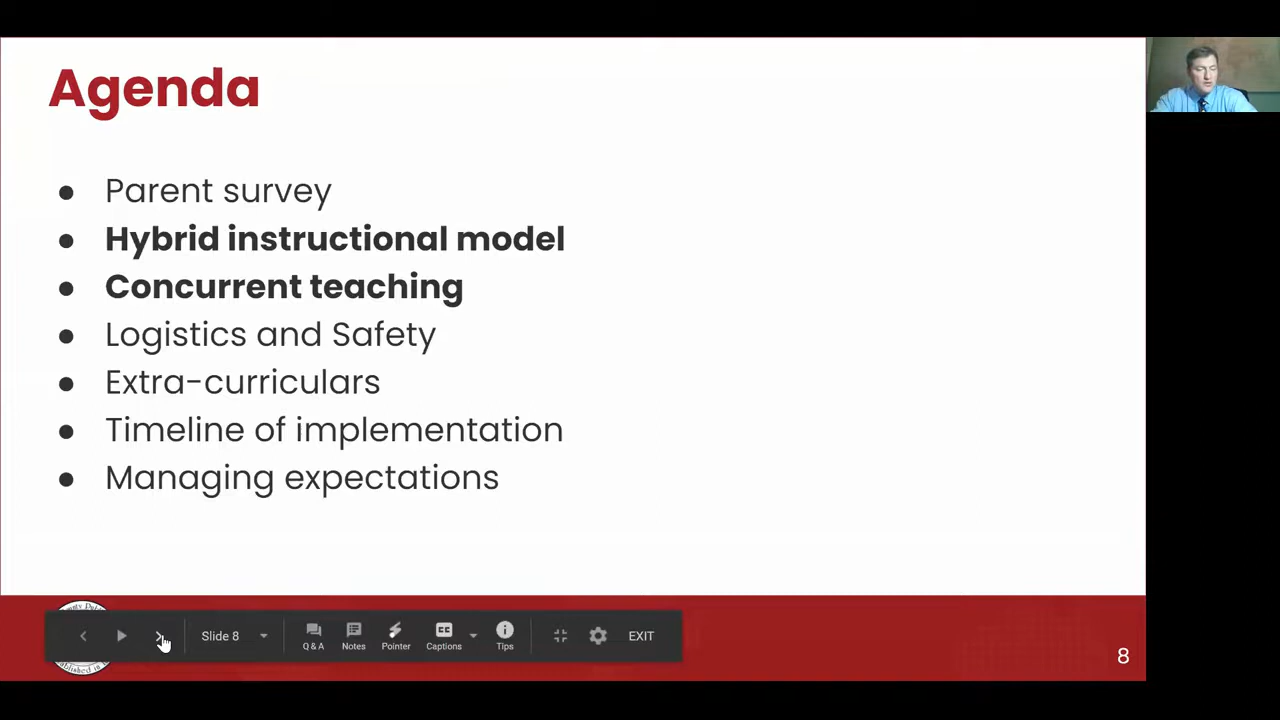 Agenda
● Parent survey
● Hybrid instructional model
● Concurrent teaching
● Logistics and Safety
● Extra-curriculars
● Timeline of implementation
● Managing expectations
Slide 8
Q & A
Notes
Pointer
CC
Captions
Tips
EXIT
8